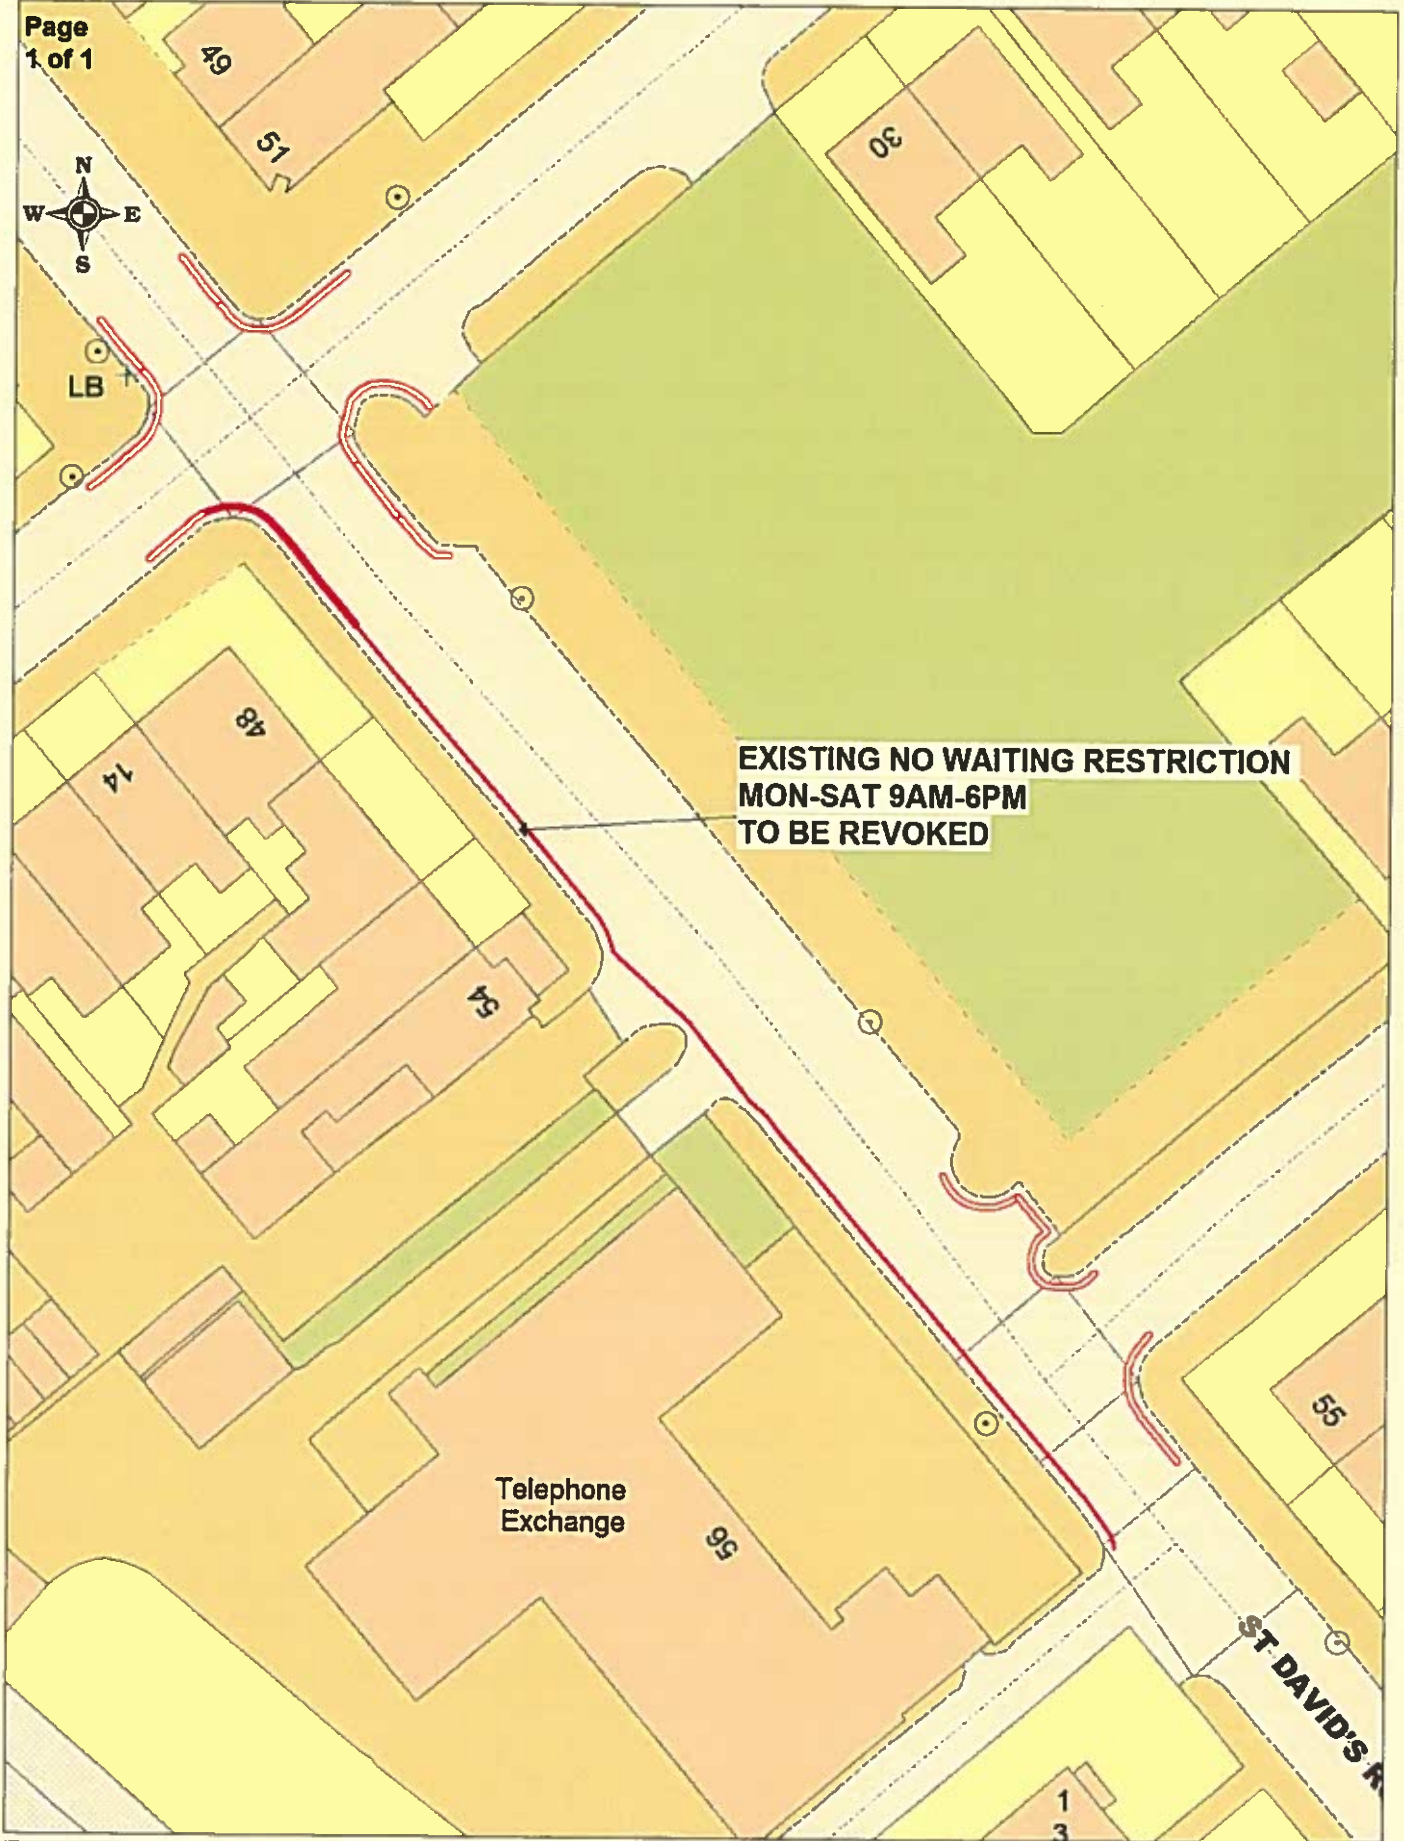 Page
1 of 1
49
51
30
N
W E
S
LB
48
14
EXISTING NO WAITING RESTRICTION
MON-SAT 9AM-6PM
TO BE REVOKED
54
55
Telephone
Exchange
56
ST DAVID'S R
1
3